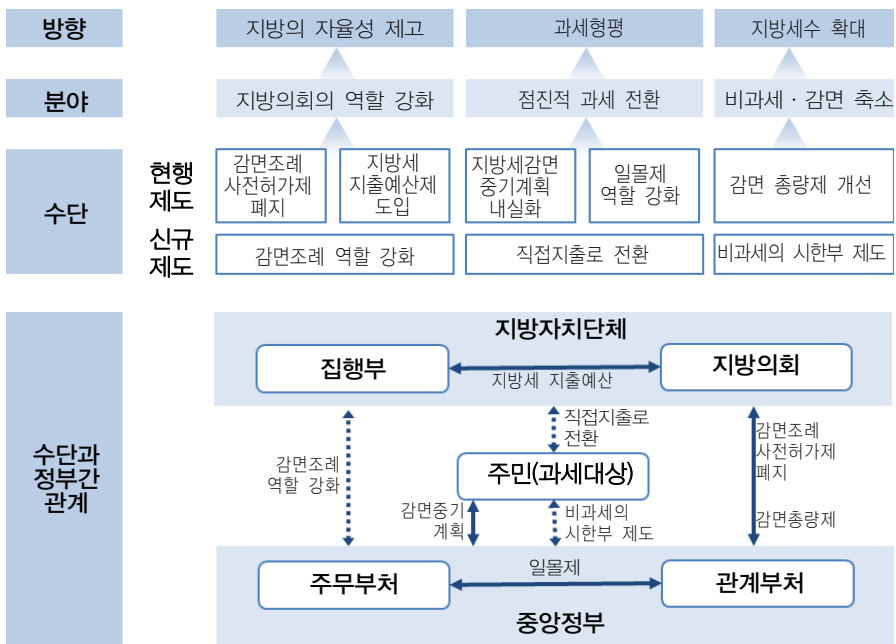 방향
지방의 자율성 제고
과세형평
지방세수 확대
분야
지방의회의 역할 강화
점진적 과세 전환
비과세 · 감면 축소
수단
현행
제도
감면조례
사전허가제
폐지
지방세
지출예산제
도입
지방세감면
중기계획
내실화
일몰제
역할 강화
감면 총량제 개선
신규
제도
감면조례 역할 강화
직접지출로 전환
비과세의 시한부 제도
수단과
정부간
관계
지방자치단체
집행부
지방세 지출예산
지방의회
감면조례
역할 강화
직접지출로
전환
주민(과세대상)
감면중기
계획
비과세의
시한부 제도
감면조례
사전허가제
폐지
감면총량제
주무부처
일몰제
관계부처
중앙정부